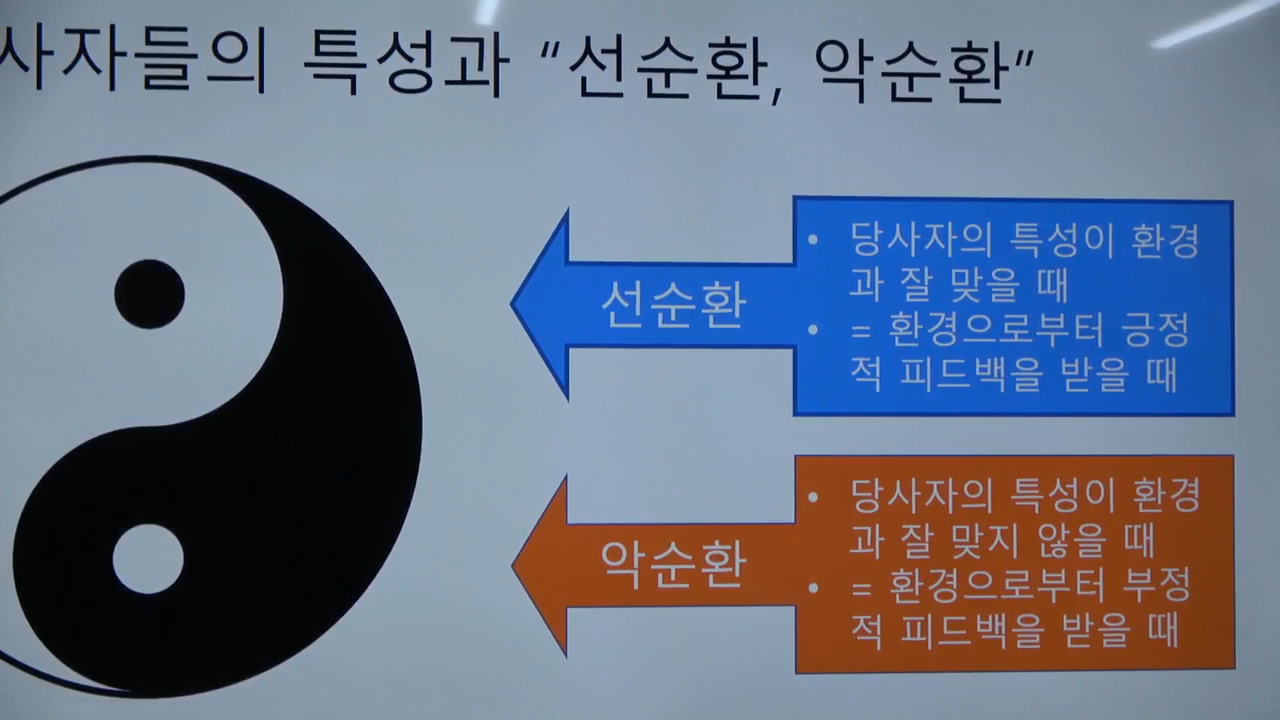 사자들의 특성과 “선순환, 악순환”
선순환
• 당사자의 특성이 환경
과 잘 맞을 때
• = 환경으로부터 긍정
적 피드백을 받을 때
악순환
• 당사자의 특성이 환경
과 잘 맞지 않을 때
• = 환경으로부터 부정
적 피드백을 받을 때